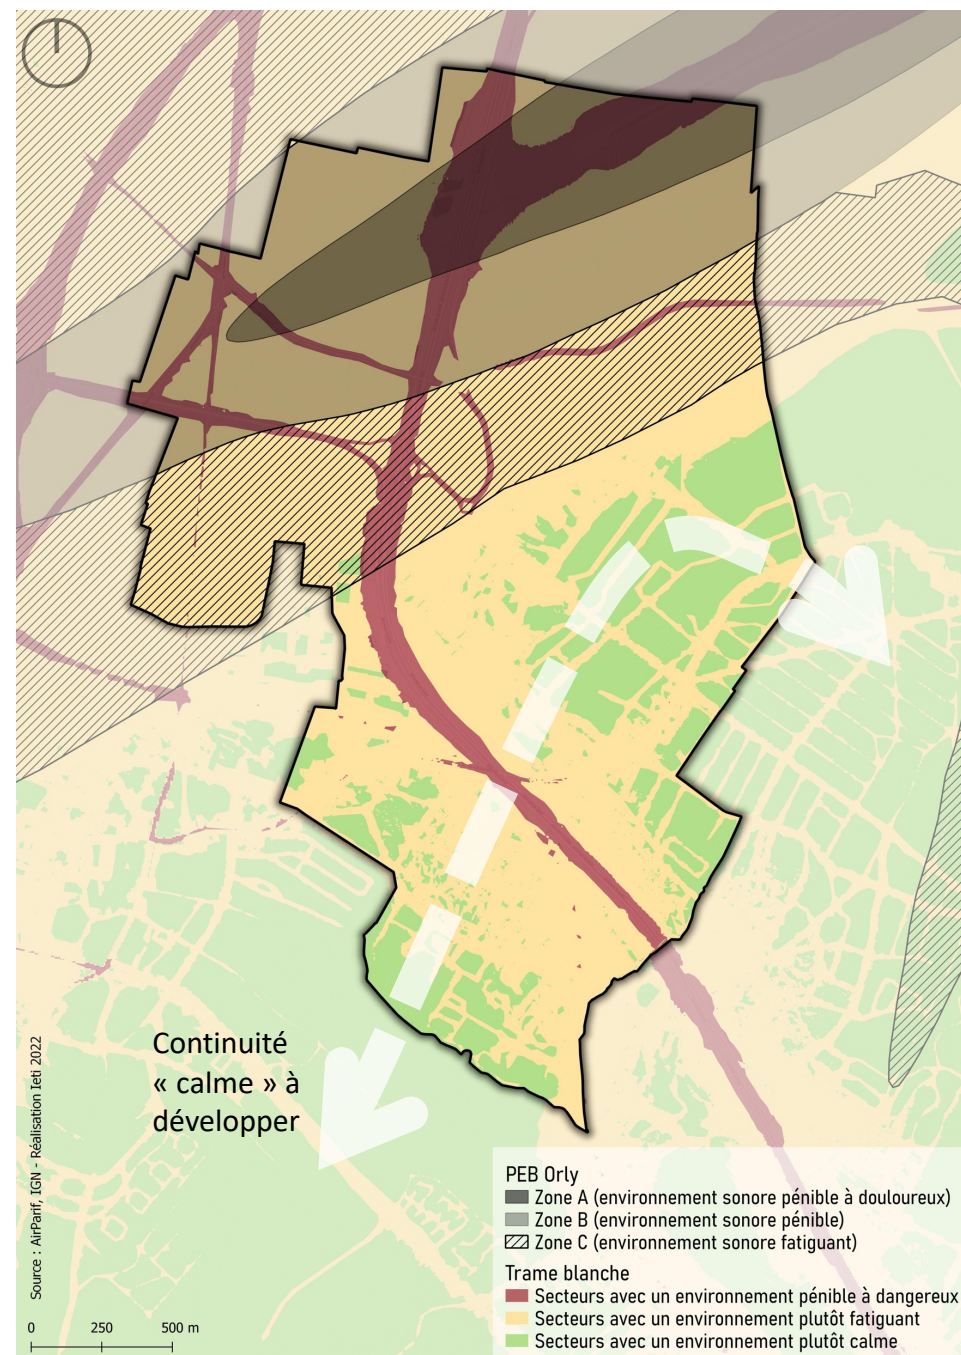 Continuité
« calme » à
développer
Source : AirParif, IGN - Réalisation Ieti 2022
0 250 500 m
PEB Orly
Zone A (environnement sonore pénible à douloureux)
Zone B (environnement sonore pénible)
Zone C (environnement sonore fatiguant)
Trame blanche
Secteurs avec un environnement pénible à dangereux
Secteurs avec un environnement plutôt fatiguant
Secteurs avec un environnement plutôt calme